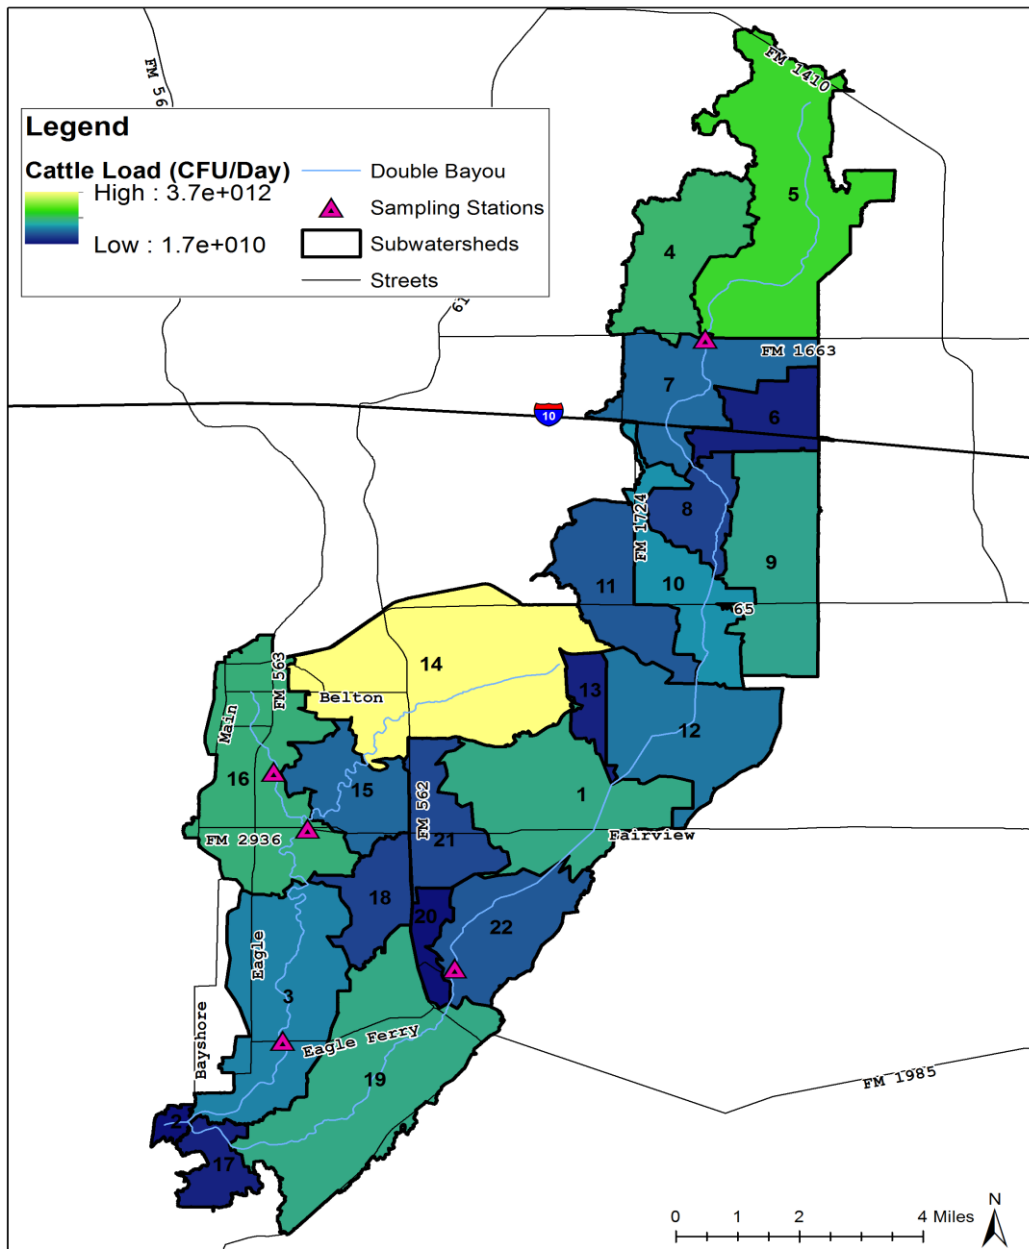 FM 1410
FM 56
Legend
Cattle Load (CFU/Day)
High : 3.7e+012
Low : 1.7e+010
Double Bayou
Sampling Stations
Subwatersheds
Streets
5
4
61
FM 1663
7
10
6
8
FM 1724
9
11
10
65
14
FM 563
13
Belton
Main
12
16
15
1
FM 562
FM 2936
21
Fairview
18
20
22
Eagle
3
Bayshore
Eagle Ferry
19
FM 1985
2
17
N
0 1 2 4 Miles